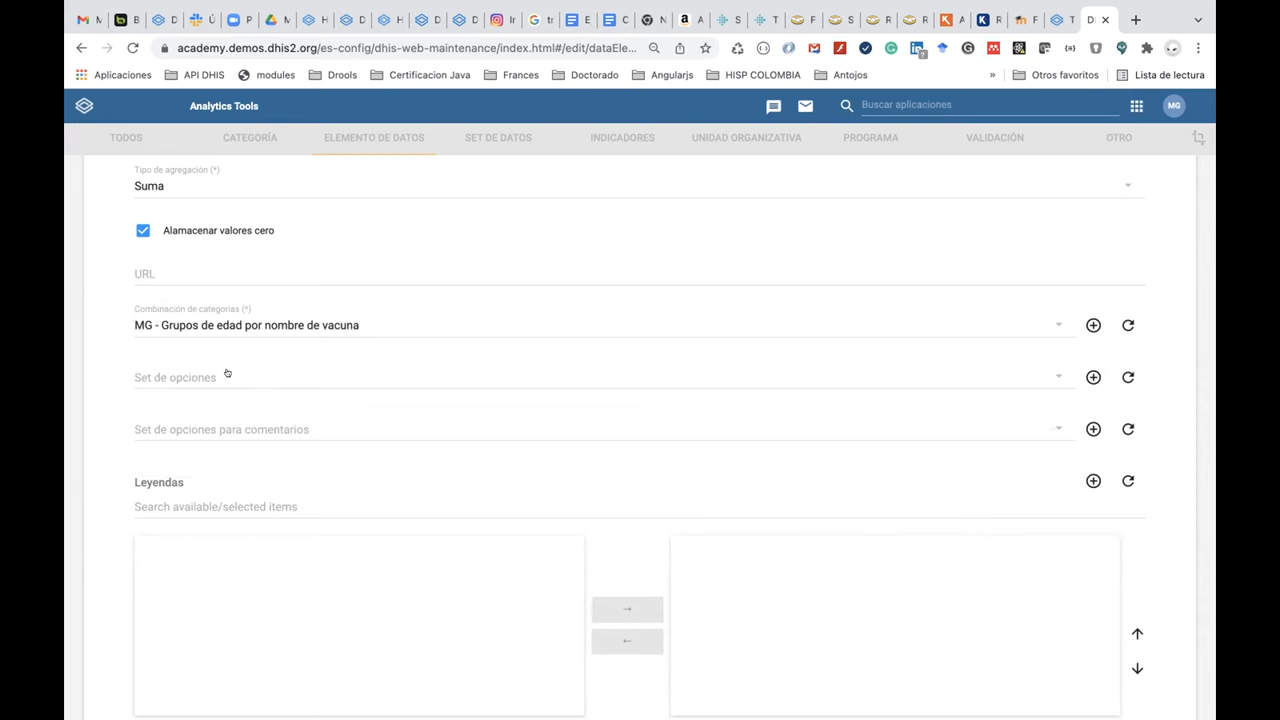 M
B
D
Ú
P
M
H
D
H
D
D
Ir
tr
E
C
N
A
S
T
F
S
R
R
A
R
F
T
D
academy.demos.dhis2.org/es-config/dhis-web-maintenance/index.html#/edit/dataEle...
Aplicaciones
API DHIS
modules
Drools
Certificacion Java
Frances
Doctorado
Angularjs
HISP COLOMBIA
Antojos
»
Otros favoritos
Lista de lectura
Analytics Tools
Buscar aplicaciones
MG
TODOS
CATEGORÍA
ELEMENTO DE DATOS
SET DE DATOS
INDICADORES
UNIDAD ORGANIZATIVA
PROGRAMA
VALIDACIÓN
OTRO
Tipo de agregación (*)
Suma
Alamacenar valores cero
URL
Combinación de categorias (*)
MG - Grupos de edad por nombre de vacuna
Set de opciones
Set de opciones para comentarios
Leyendas
Search available/selected items
→
←